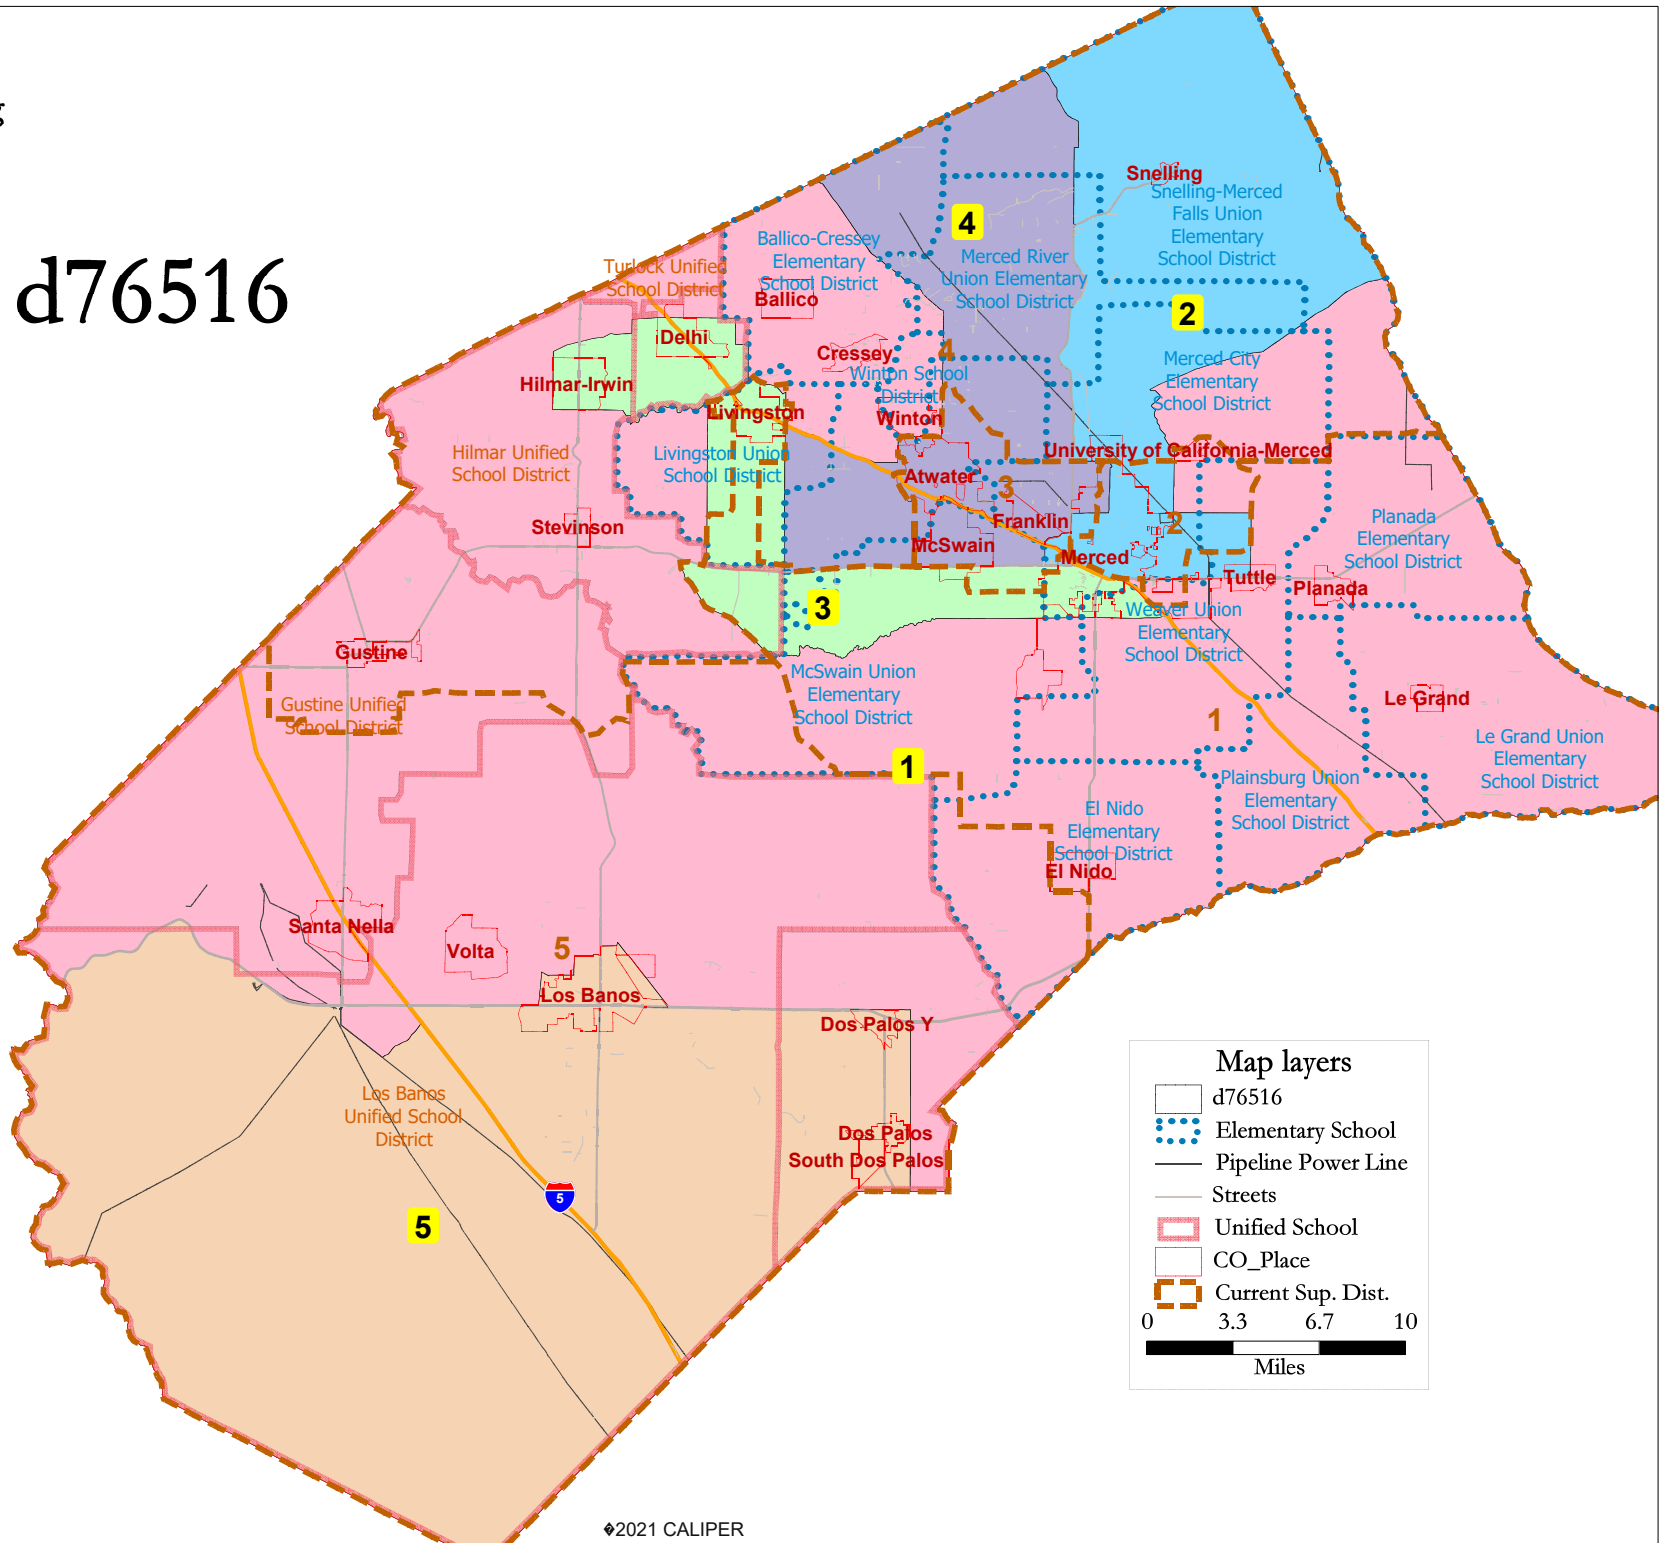 g
d76516
Snelling
Snelling-Merced
Falls Union
Elementary
School District
4
Ballico-Cressey
Elementary
School District
Merced River
Union Elementary
School District
Turlock Unified
School District
Ballico
2
Delhi
Cressey
4
Merced City
Elementary
School District
Winton School
District
Hilmar-Irwin
Livingston
Winton
Hilmar Unified
School District
Livingston Union
School District
University of California-Merced
Atwater
3
Planada
Elementary
School District
Stevinson
Franklin
2
McSwain
Merced
Tuttle
Planada
3
Weaver Union
Elementary
School District
Gustine
McSwain Union
Elementary
School District
Gustine Unified
School District
Le Grand
1
Le Grand Union
Elementary
School District
1
Plainsburg Union
Elementary
School District
El Nido
Elementary
School District
El Nido
Santa Nella
Volta
5
Los Banos
Dos Palos Y
Los Banos
Unified School
District
Dos Palos
South Dos Palos
5
5
Map layers
d76516
Elementary School
Pipeline Power Line
Streets
Unified School
CO_Place
Current Sup. Dist.
0 3.3 6.7 10
Miles
�2021 CALIPER